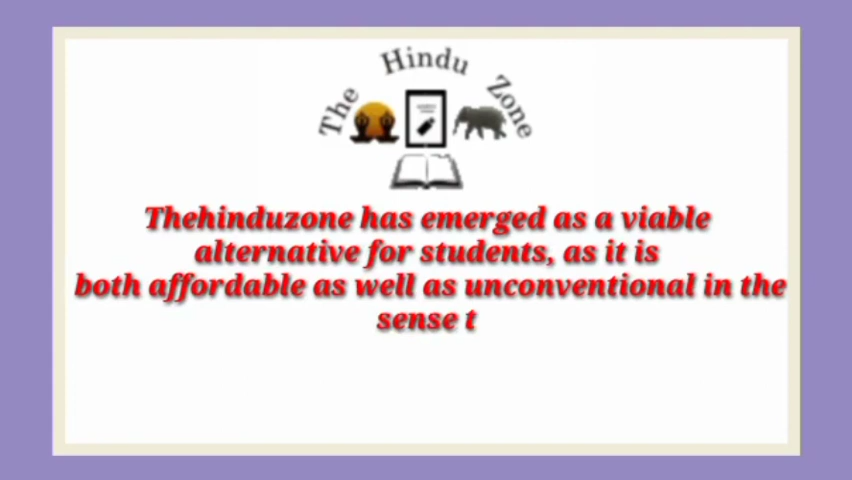 The Hindu Zone
Thehinduzone has emerged as a viable
alternative for students, as it is
both affordable as well as unconventional in the
sense t